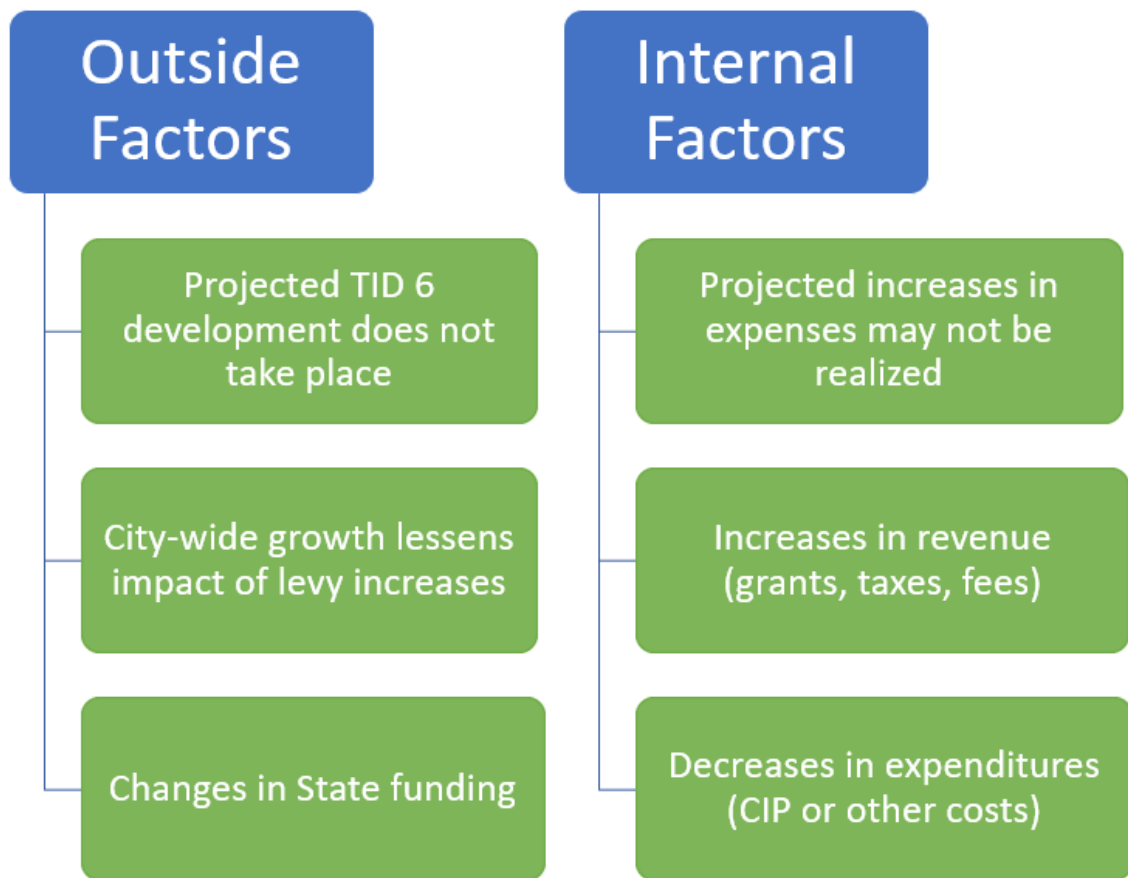 Outside
Factors
Projected TID 6
development does not
take place
City-wide growth lessens
impact of levy increases
Changes in State funding
Internal
Factors
Projected increases in
expenses may not be
realized
Increases in revenue
(grants, taxes, fees)
Decreases in expenditures
(CIP or other costs)